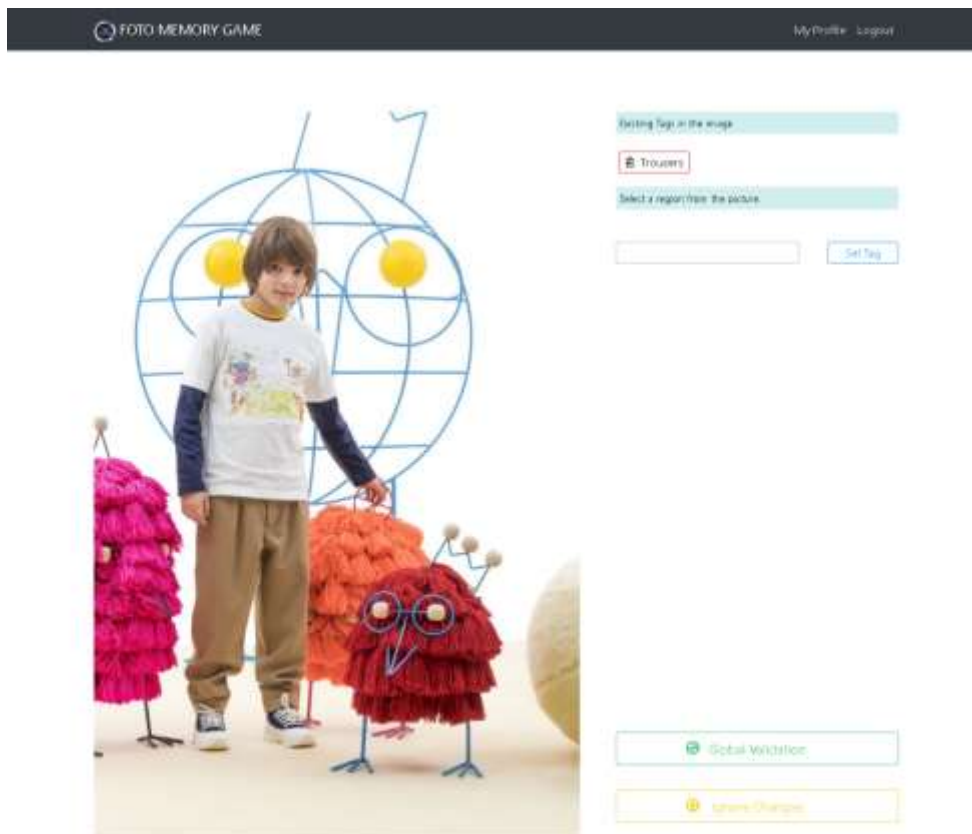 FOTO MEMORY GAME
My Profile Logout
Existing Tags in the image
Trousers
Select a region from the picture
Set Tag
Global Validation
Ignore Changes